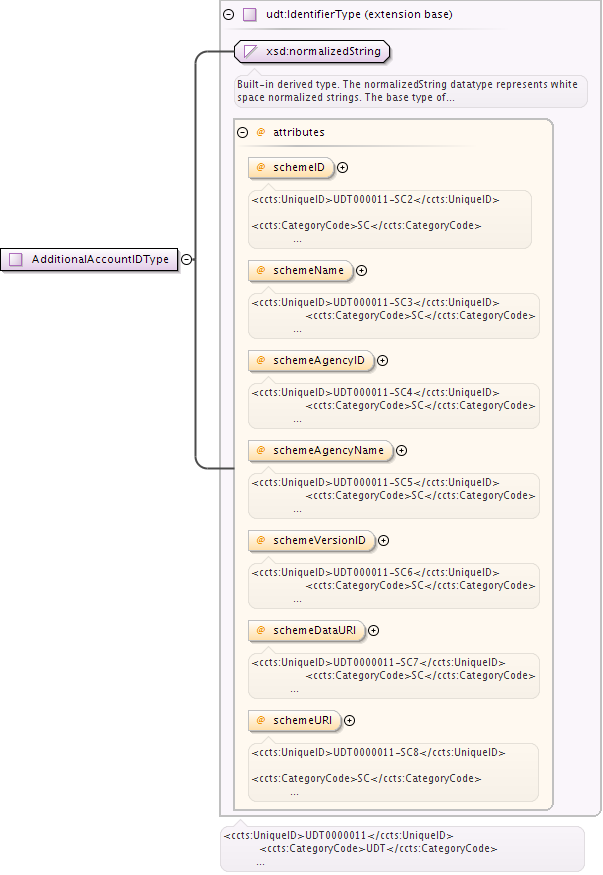 udt:IdentifierType (extension base)
xsd:normalizedString
Built-in derived type. The normalizedString datatype represents white
space normalized strings. The base type of...
@ attributes
@ schemeID
<ccts:UniqueID>UDT000011-SC2</ccts:UniqueID>
<ccts:CategoryCode>SC</ccts:CategoryCode>
...
AdditionalAccountIDType
@ schemeName
<ccts:UniqueID>UDT000011-SC3</ccts:UniqueID>
<ccts:CategoryCode>SC</ccts:CategoryCode>
...
@ schemeAgencyID
<ccts:UniqueID>UDT000011-SC4</ccts:UniqueID>
<ccts:CategoryCode>SC</ccts:CategoryCode>
...
@ schemeAgencyName
<ccts:UniqueID>UDT000011-SC5</ccts:UniqueID>
<ccts:CategoryCode>SC</ccts:CategoryCode>
...
@ schemeVersionID
<ccts:UniqueID>UDT000011-SC6</ccts:UniqueID>
<ccts:CategoryCode>SC</ccts:CategoryCode>
...
@ schemeDataURI
<ccts:UniqueID>UDT0000011-SC7</ccts:UniqueID>
<ccts:CategoryCode>SC</ccts:CategoryCode>
...
@ schemeURI
<ccts:UniqueID>UDT0000011-SC8</ccts:UniqueID>
<ccts:CategoryCode>SC</ccts:CategoryCode>
...
<ccts:UniqueID>UDT0000011</ccts:UniqueID>
<ccts:CategoryCode>UDT</ccts:CategoryCode>
...